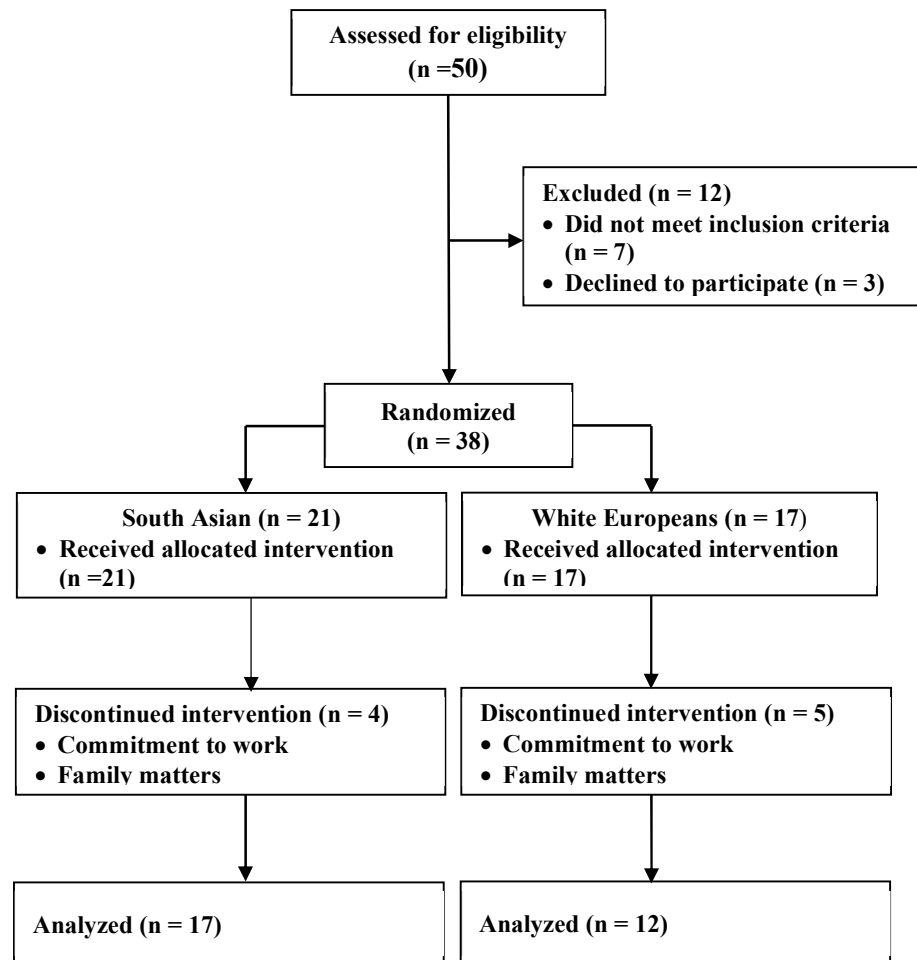 Assessed for eligibility
(n =50)
Excluded (n = 12)
• Did not meet inclusion criteria
(n = 7)
• Declined to participate (n = 3)
Randomized
(n = 38)
South Asian (n = 21)
• Received allocated intervention
(n =21)
White Europeans (n = 17)
• Received allocated intervention
(n = 17)
Discontinued intervention (n = 4)
• Commitment to work
• Family matters
Discontinued intervention (n = 5)
• Commitment to work
• Family matters
Analyzed (n = 17)
Analyzed (n = 12)